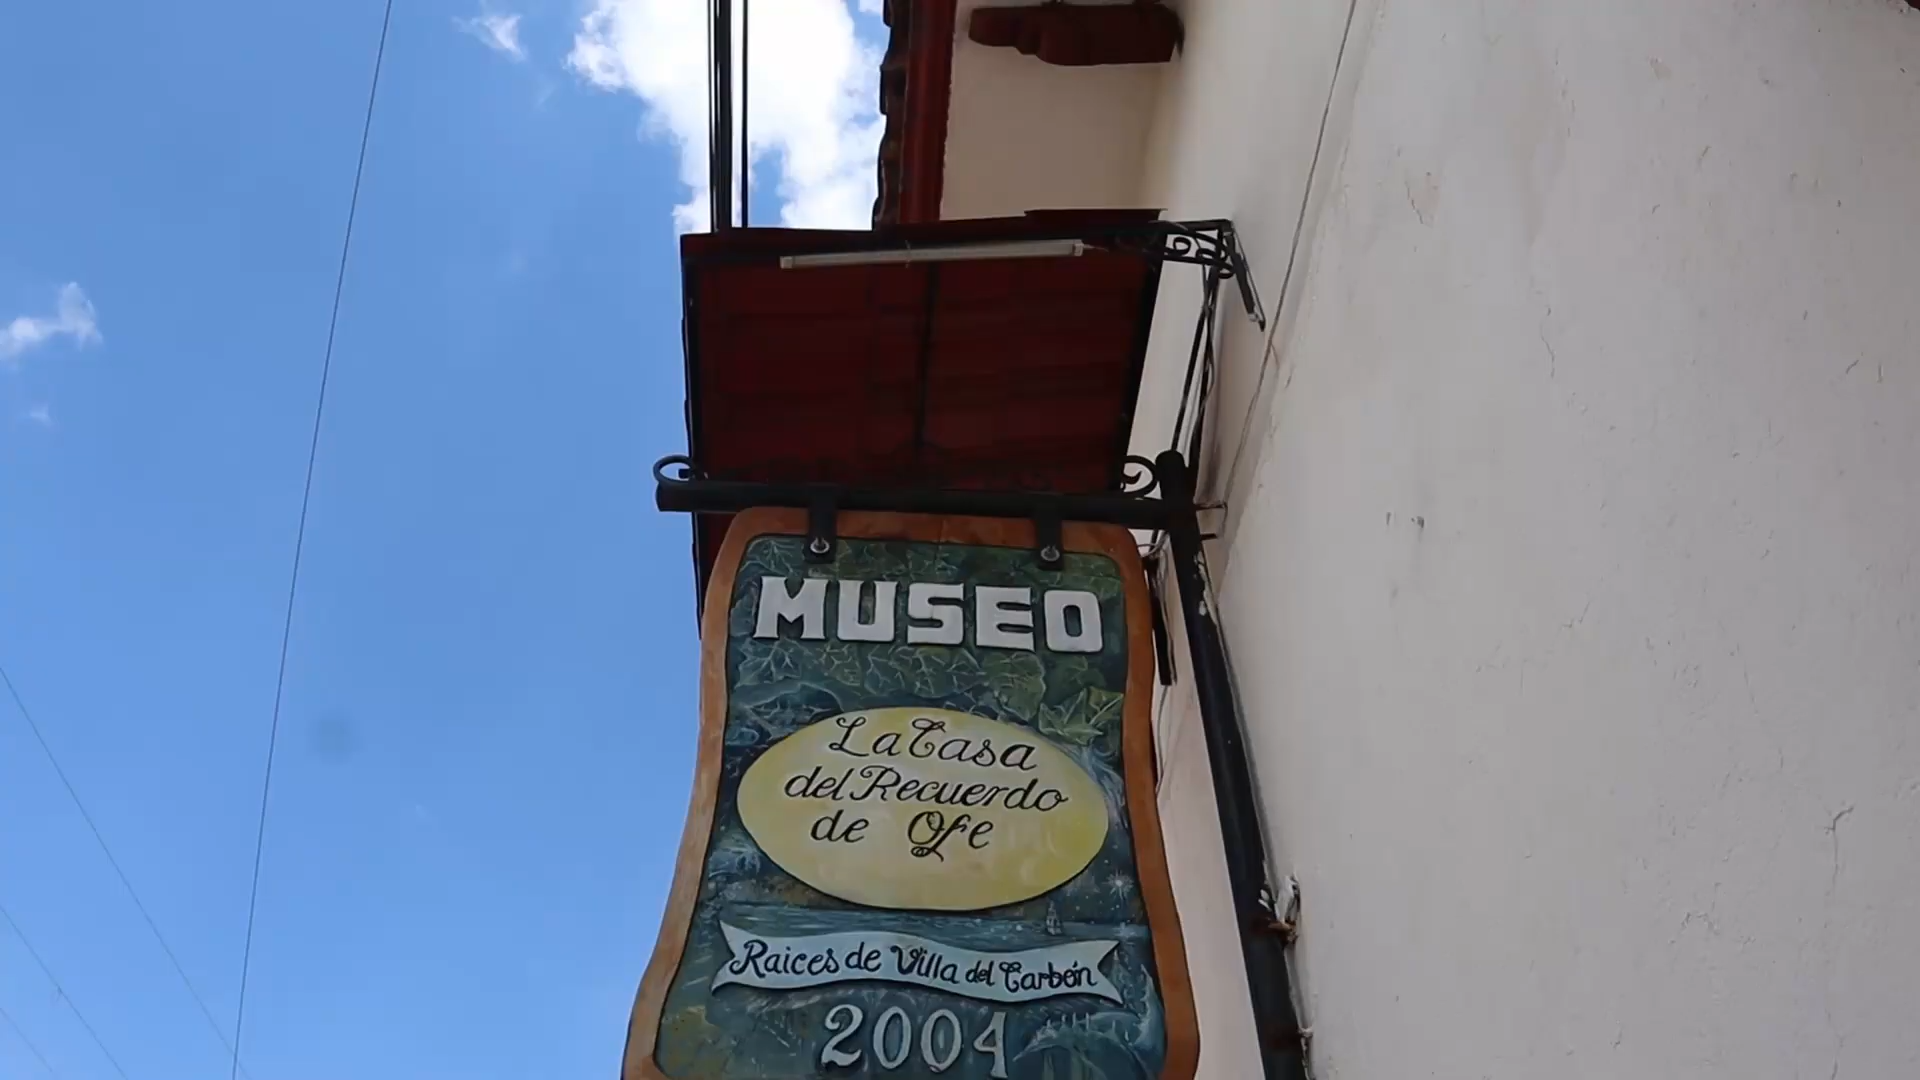 MUSEO
La Casa
del Recuerdo
de Ofe
Raices de Villa del Carbón
2004